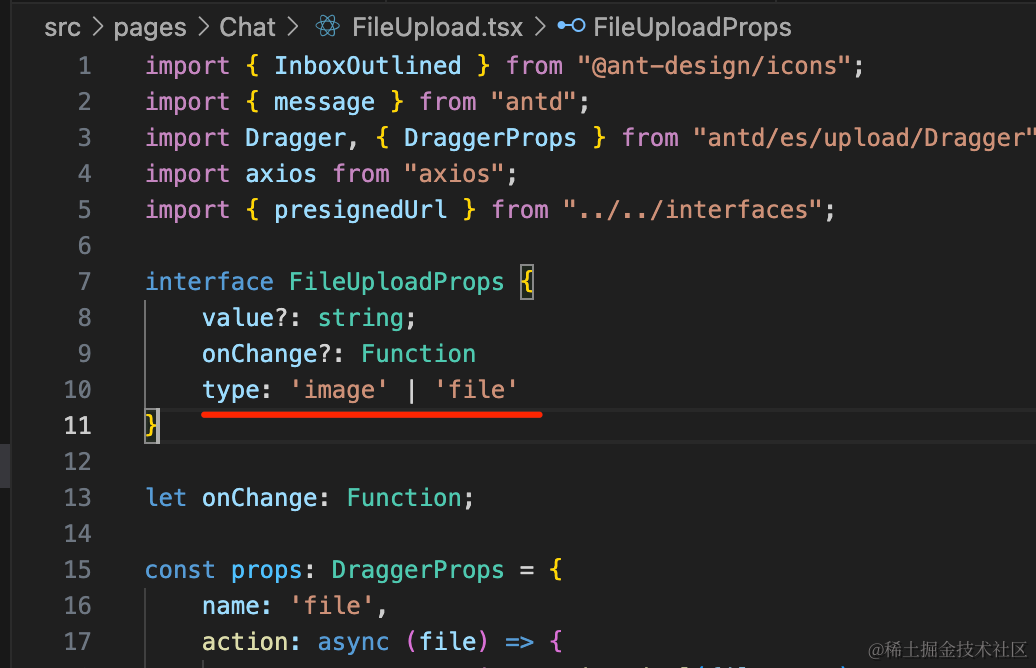 src > pages > Chat > FileUpload.tsx > FileUploadProps
1 import { InboxOutlined } from "@ant-design/icons";
2 import { message } from "antd";
3 import Dragger, { DraggerProps } from "antd/es/upload/Dragger"
4 import axios from "axios";
5 import { presignedUrl } from "../../interfaces";
6
7 interface FileUploadProps {
8     value?: string;
9     onChange?: Function
10     type: 'image' | 'file'
11 }
12
13 let onChange: Function;
14
15 const props: DraggerProps = {
16     name: 'file',
17     action: async (file) => {
@稀土掘金技术社区